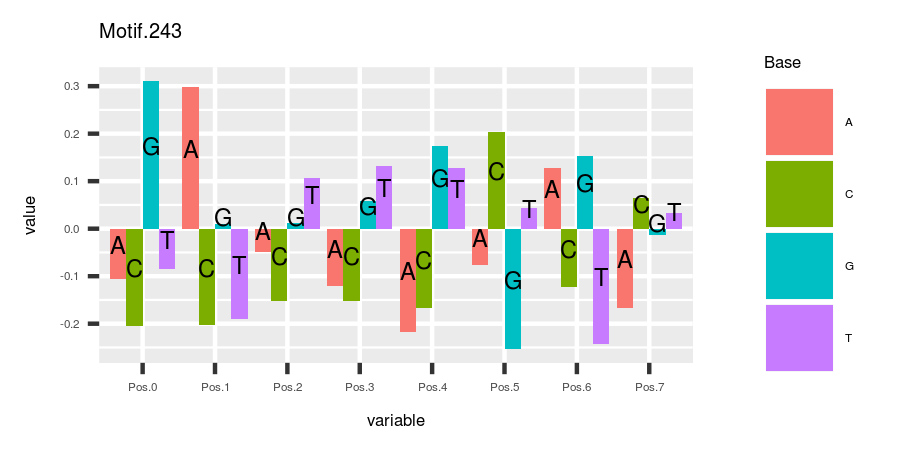 Motif.243
Base
0.3
0.2
0.1
0.0
-0.1
-0.2
value
A C G T
A C G T
A C G T
A C G T
A C G T
A C G T
A C G T
A C G T
Pos.0 Pos.1 Pos.2 Pos.3 Pos.4 Pos.5 Pos.6 Pos.7
variable
A
C
G
T